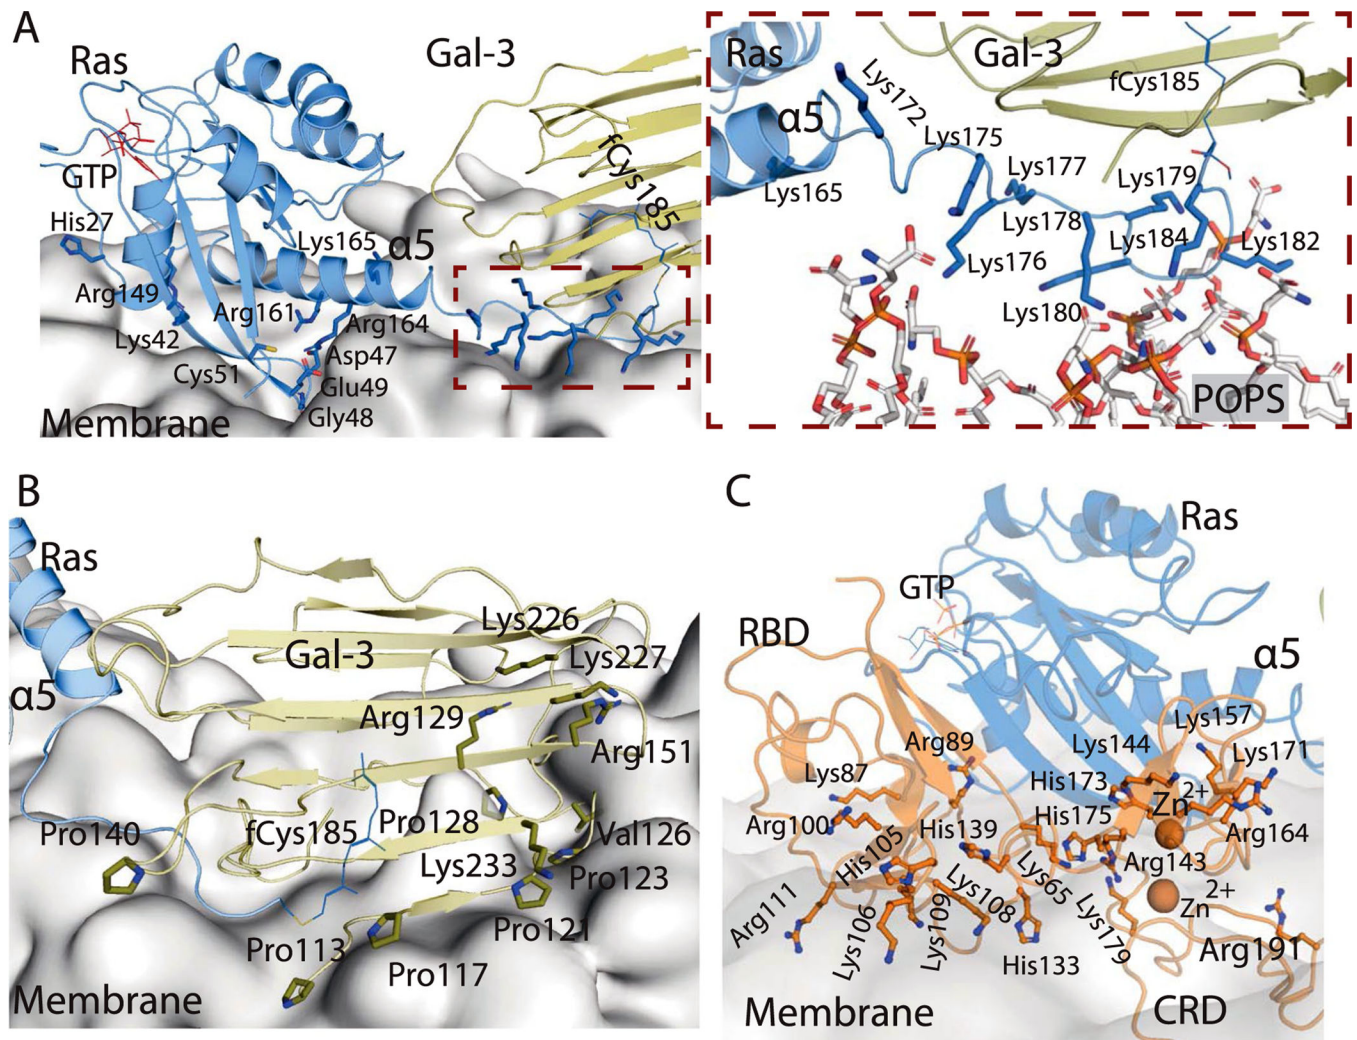 A
Ras
GTP
His27
Arg149
Lys42
Cys51
Membrane
Lys165
α5
Arg161
Arg164
Asp47
Glu49
Gly48
Gal-3
fCys185
Ras
α5
Lys172
Lys165
Gal-3
fCys185
Lys175
Lys177
Lys179
Lys178
Lys184
Lys182
Lys176
Lys180
POPS
B
Ras
α5
Gal-3
Lys226
Lys227
Arg129
Arg151
Pro140
fCys185
Pro128
Val126
Lys233
Pro123
Pro121
Pro113
Pro117
Membrane
C
Ras
GTP
RBD
α5
Lys157
Arg89
Lys144
Lys171
Lys87
His173
Zn2+
Arg100
His105
His139
His175
Arg164
Arg143
Lys65
Lys108
Zn2+
Arg111
Lys106
Lys109
Lys179
Arg191
His133
Membrane
CRD